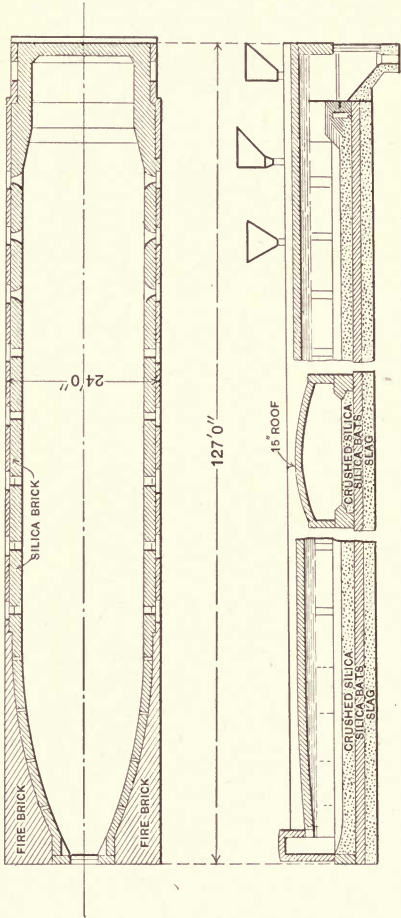 24'0"
SILICA BRICK
FIRE BRICK
FIRE BRICK
127'0"
15" ROOF
CRUSHED SILICA
SILICA BATS
SLAG
CRUSHED SILICA
SILICA BATS
SLAG